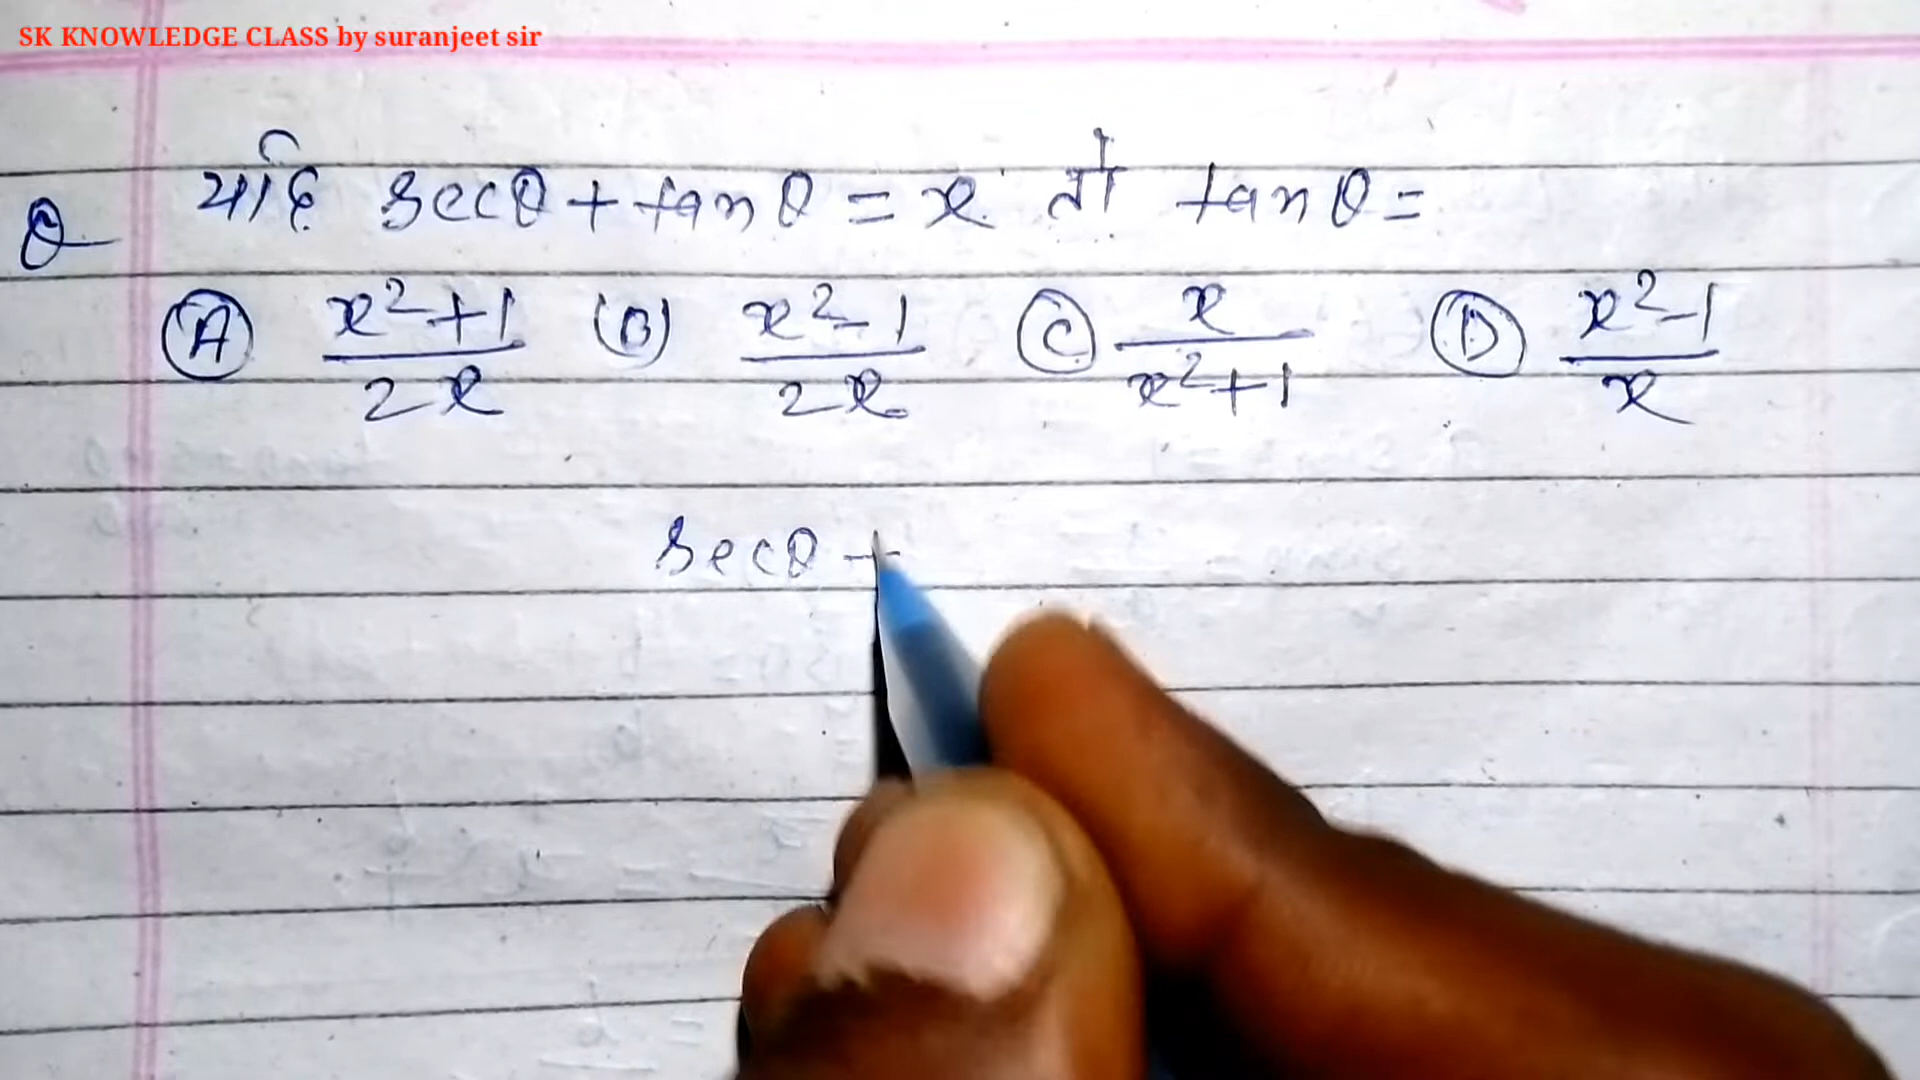 SK KNOWLEDGE CLASS by suranjeet sir
Q यदि secθ + tanθ = x तो tanθ =
(A) x²+1/2x (B) x²-1/2x (C) x/x²+1 (D) x²-1/x
secθ +